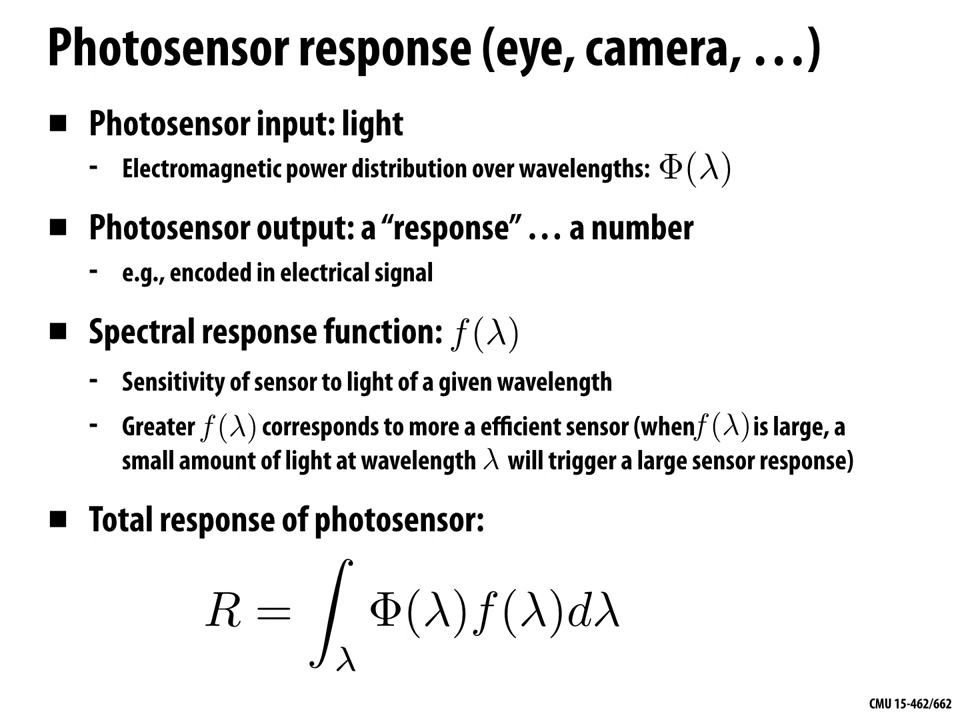 Photosensor response (eye, camera, …)
■ Photosensor input: light
- Electromagnetic power distribution over wavelengths: Φ(λ)
■ Photosensor output: a “response” … a number
- e.g., encoded in electrical signal
■ Spectral response function: f(λ)
- Sensitivity of sensor to light of a given wavelength
- Greater f(λ) corresponds to more a efficient sensor (when f(λ) is large, a
small amount of light at wavelength λ will trigger a large sensor response)
■ Total response of photosensor:
R = ∫_λ Φ(λ)f(λ)dλ
CMU 15-462/662